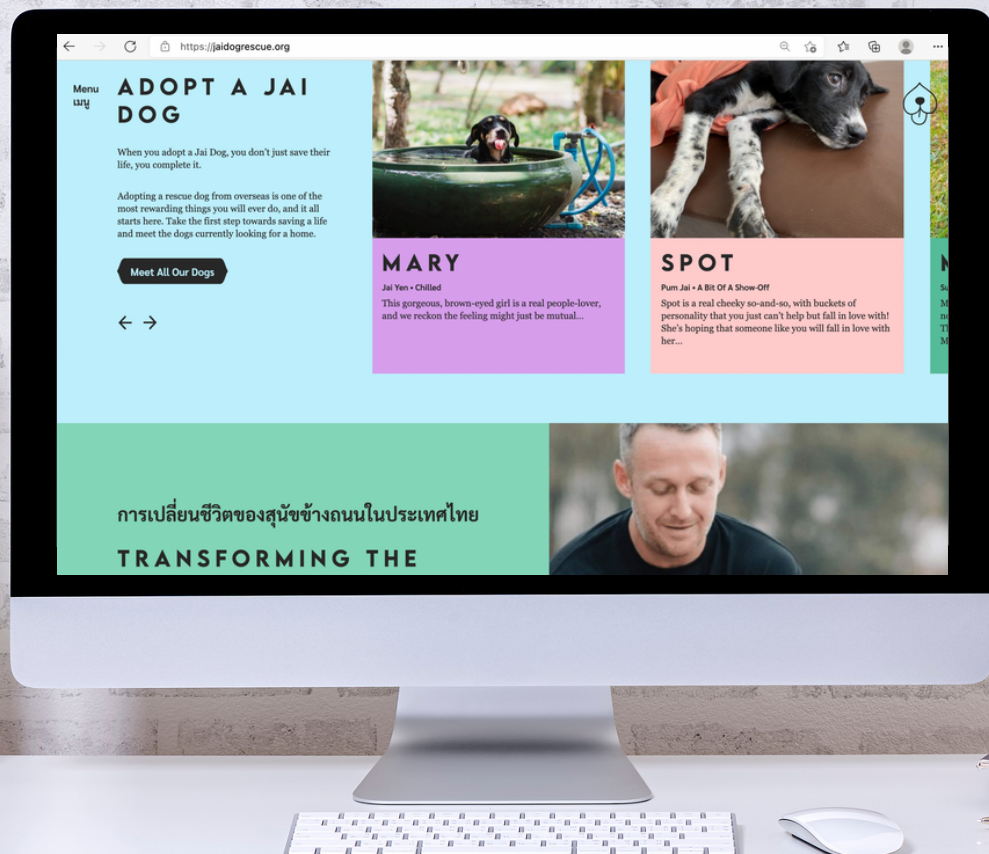 https://jaidogrescue.org
Menu
เมนู
ADOPT A JAI
DOG
When you adopt a Jai Dog, you don't just save their
life, you complete it.
Adopting a rescue dog from overseas is one of the
most rewarding things you will ever do, and it all
starts here. Take the first step towards saving a life
and meet the dogs currently looking for a home.
Meet All Our Dogs
MARY
Jai Yen • Chilled
This gorgeous, brown-eyed girl is a real people-lover,
and we reckon the feeling might just be mutual...
SPOT
Pum Jai • A Bit Of A Show-Off
Spot is a real cheeky so-and-so, with buckets of
personality that you just can't help but fall in love with!
She's hoping that someone like you will fall in love with
her...
การเปลี่ยนชีวิตของสุนัขข้างถนนในประเทศไทย
TRANSFORMING THE